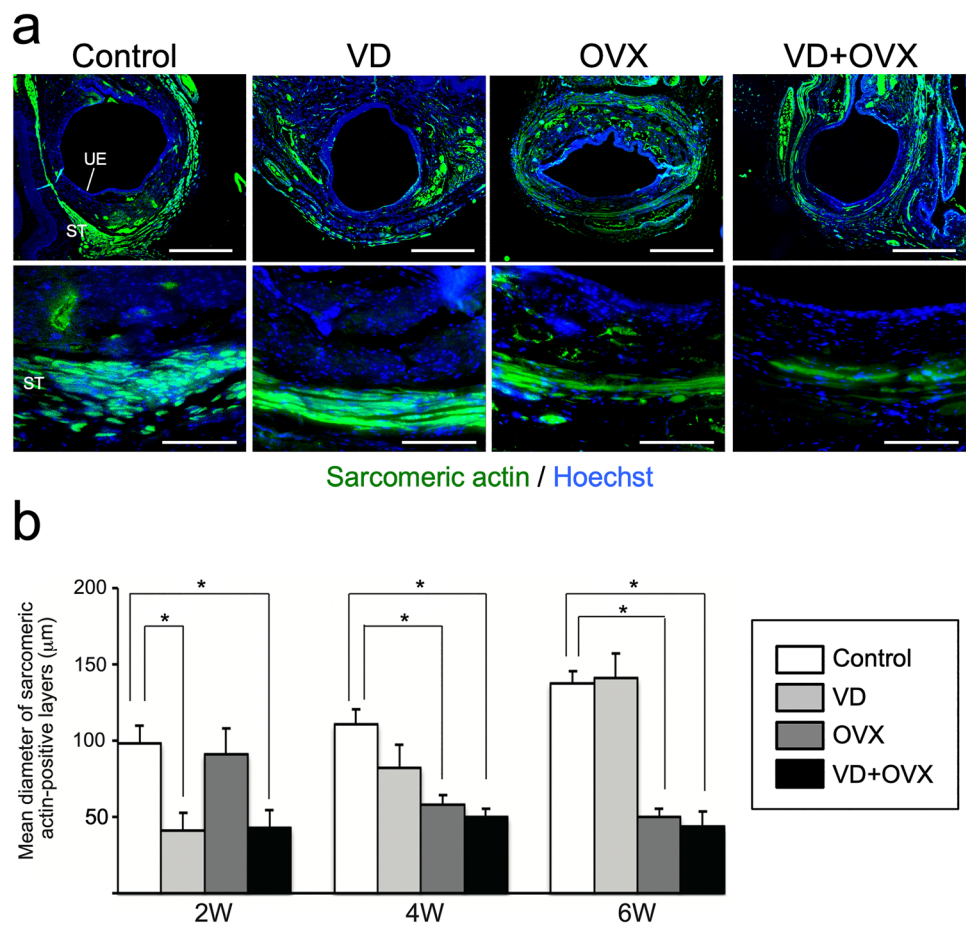 a
Control VD OVX VD+OVX
UE
ST
ST
Sarcomeric actin / Hoechst
b
Mean diameter of sarcomeric
actin-positive layers (μm)
200
150
100
50
* * * * * *
2W 4W 6W
Control
VD
OVX
VD+OVX